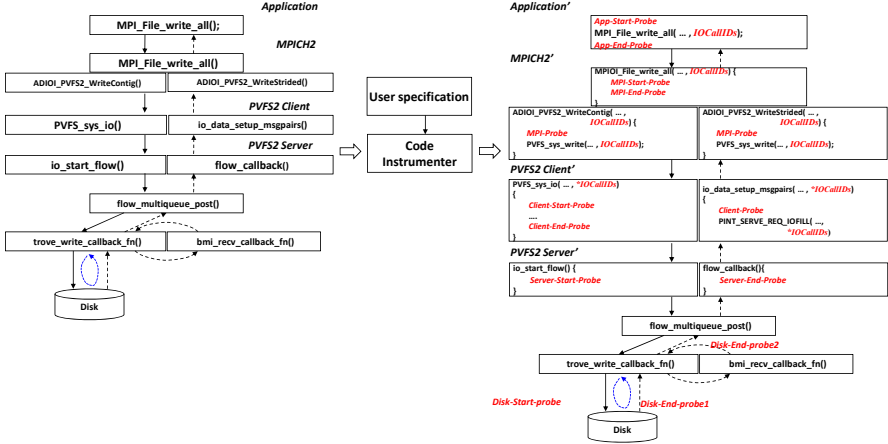 Application
MPI_File_write_all();
MPICH2
MPI_File_write_all()
ADIOI_PVFS2_WriteContig()
ADIOI_PVFS2_WriteStrided()
PVFS2 Client
PVFS_sys_io()
io_data_setup_msgpairs()
PVFS2 Server
io_start_flow()
flow_callback()
flow_multiqueue_post()
trove_write_callback_fn()
bmi_recv_callback_fn()
Disk
User specification
Code
Instrumenter
Application’
App-Start-Probe
MPI_File_write_all( … , IOCallIDs);
App-End-Probe
MPICH2’
MPIOI_File_write_all( … , IOCallIDs) {
MPI-Start-Probe
MPI-End-Probe
}
ADIOI_PVFS2_WriteContig( … ,
IOCallIDs) {
MPI-Probe
PVFS_sys_write(… , IOCallIDs);
}
ADIOI_PVFS2_WriteStrided( … ,
IOCallIDs) {
MPI-Probe
PVFS_sys_write(… , IOCallIDs);
}
PVFS2 Client’
PVFS_sys_io( … , *IOCallIDs)
{
Client-Start-Probe
….
Client-End-Probe
}
io_data_setup_msgpairs( … , *IOCallIDs)
{
Client-Probe
PINT_SERVE_REQ_IOFILL( …,
*IOCallIDs)
PVFS2 Server’
io_start_flow() {
Server-Start-Probe
}
flow_callback(){
Server-End-Probe
}
flow_multiqueue_post()
Disk-End-probe2
trove_write_callback_fn()
bmi_recv_callback_fn()
Disk-Start-probe
Disk-End-probe1
Disk